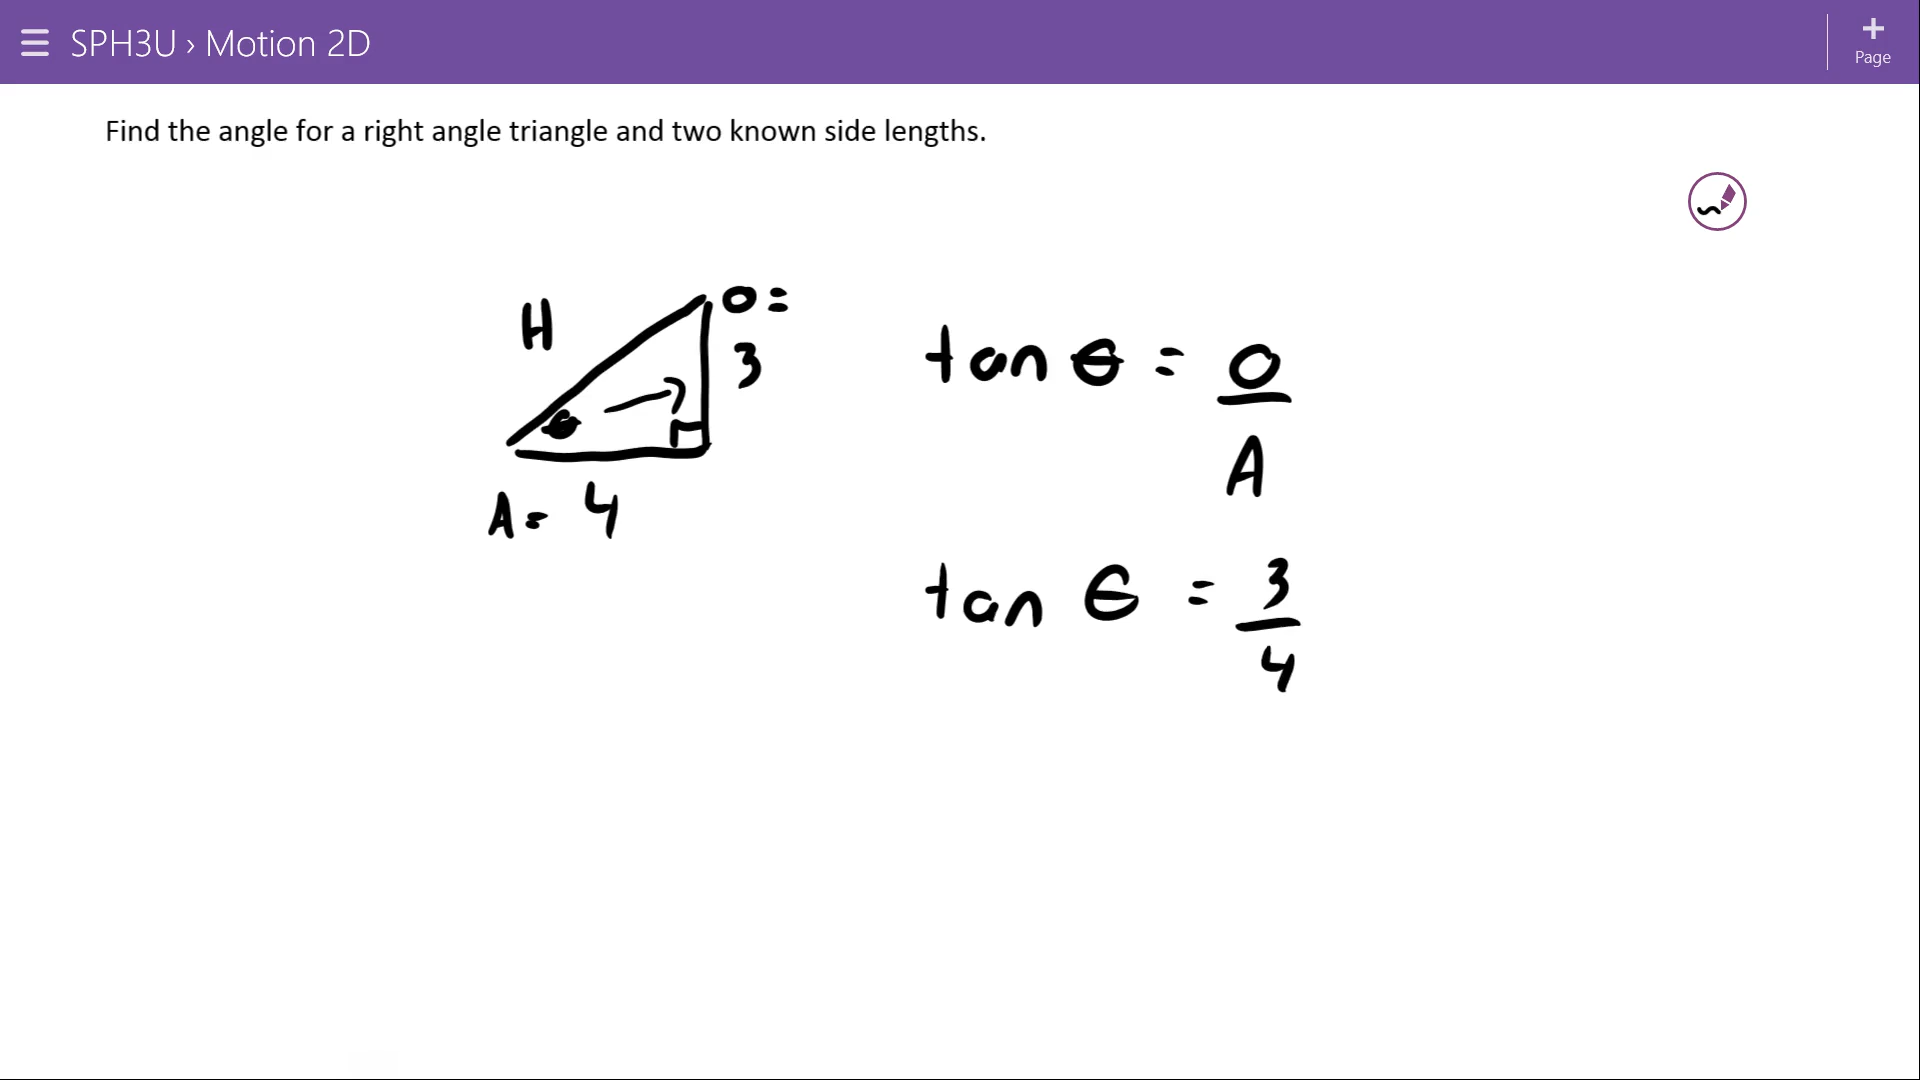 SPH3U › Motion 2D
Page
Find the angle for a right angle triangle and two known side lengths.
H
O =
3
θ
A = 4
tan θ = O
A
tan θ = 3
4